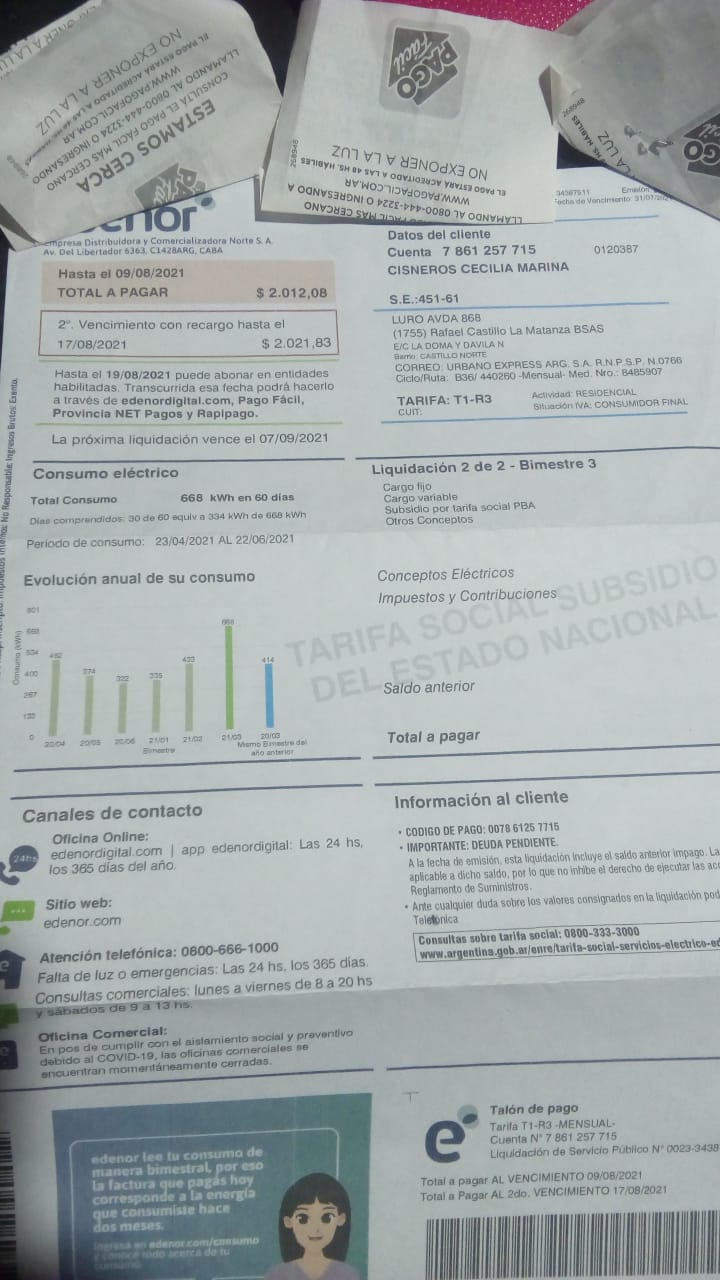 ESTAMOS CERCA
CONSULTA EL PAGO FACIL MAS CERCANO
LLAMANDO AL 0800-444-3224 O INGRESANDO
WWW.PAGOFACIL.COM.AR
NO EXPONER A LA LUZ
PAGO
Fácil
268948
NO EXPONER A LA LUZ
EL PAGO ESTARA ACREDITADO A LAS 48 HS. HÁBILES
WWW.PAGOFACIL.COM.AR
LLAMANDO AL 0800-444-3224 O INGRESANDO A
MAS CERCANO
268948
LA LUZ
HS. HÁBILES
GO
enor
Empresa Distribuidora y Comercializadora Norte S. A.
Av. Del Libertador 6363, C1428ARG, CABA
Fecha de Vencimiento: 31/07/
Hasta el 09/08/2021
TOTAL A PAGAR $ 2.012,08
2°. Vencimiento con recargo hasta el
17/08/2021 $ 2.021,83
Hasta el 19/08/2021 puede abonar en entidades
habilitadas. Transcurrida esa fecha podrá hacerlo
a través de edenordigital.com, Pago Fácil,
Provincia NET Pagos y Rapipago.
La próxima liquidación vence el 07/09/2021
Datos del cliente
Cuenta 7 861 257 715 0120387
CISNEROS CECILIA MARINA
S.E.:451-61
LURO AVDA 868
(1755) Rafael Castillo La Matanza BSAS
E/C LA DOMA Y DAVILA N
Barrio: CASTILLO NORTE
CORREO: URBANO EXPRESS ARG. S.A. R.N.P.S.P. N.0766
Ciclo/Ruta: B36/ 440260 -Mensual- Med. Nro.: 8485907
TARIFA: T1-R3 Actividad: RESIDENCIAL
CUIT: Situación IVA: CONSUMIDOR FINAL
Consumo eléctrico
Total Consumo 668 kWh en 60 días
Días comprendidos: 30 de 60 equiv a 334 kWh de 668 kWh
Período de consumo: 23/04/2021 AL 22/06/2021
Evolución anual de su consumo
801
668
534
400
267
133
0
Consumo (kWh)
452 374 322 335 433 668 414
20/04 20/05 20/06 21/01 21/02 21/03 20/03
Bimestre Mismo Bimestre del
año anterior
Liquidación 2 de 2 - Bimestre 3
Cargo fijo
Cargo variable
Subsidio por tarifa social PBA
Otros Conceptos
Conceptos Eléctricos
Impuestos y Contribuciones
TARIFA SOCIAL SUBSIDIO
DEL ESTADO NACIONAL
Saldo anterior
Total a pagar
Canales de contacto
Oficina Online:
edenordigital.com | app edenordigital: Las 24 hs,
los 365 días del año.
24hs
Sitio web:
edenor.com
Atención telefónica: 0800-666-1000
Falta de luz o emergencias: Las 24 hs, los 365 días.
Consultas comerciales: lunes a viernes de 8 a 20 hs
y sábados de 9 a 13 hs.
Oficina Comercial:
En pos de cumplir con el aislamiento social y preventivo
debido al COVID-19, las oficinas comerciales se
encuentran momentáneamente cerradas.
Información al cliente
• CODIGO DE PAGO: 0078 6125 7715
• IMPORTANTE: DEUDA PENDIENTE.
A la fecha de emisión, esta liquidación incluye el saldo anterior impago. La
aplicable a dicho saldo, por lo que no inhibe el derecho de ejecutar las acc
Reglamento de Suministros.
• Ante cualquier duda sobre los valores consignados en la liquidación pod
Telefónica
Consultas sobre tarifa social: 0800-333-3000
www.argentina.gob.ar/enre/tarifa-social-servicios-electrico-ed
edenor lee tu consumo de
manera bimestral, por eso
la factura que pagás hoy
corresponde a la energía
que consumiste hace
dos meses.
Ingresá en edenor.com/consumo
y conocé todo acerca de tu
consumo.
e
Talón de pago
Tarifa T1-R3 -MENSUAL-
Cuenta N° 7 861 257 715
Liquidación de Servicio Público N° 0023-3438
Total a pagar AL VENCIMIENTO 09/08/2021
Total a Pagar AL 2do. VENCIMIENTO 17/08/2021